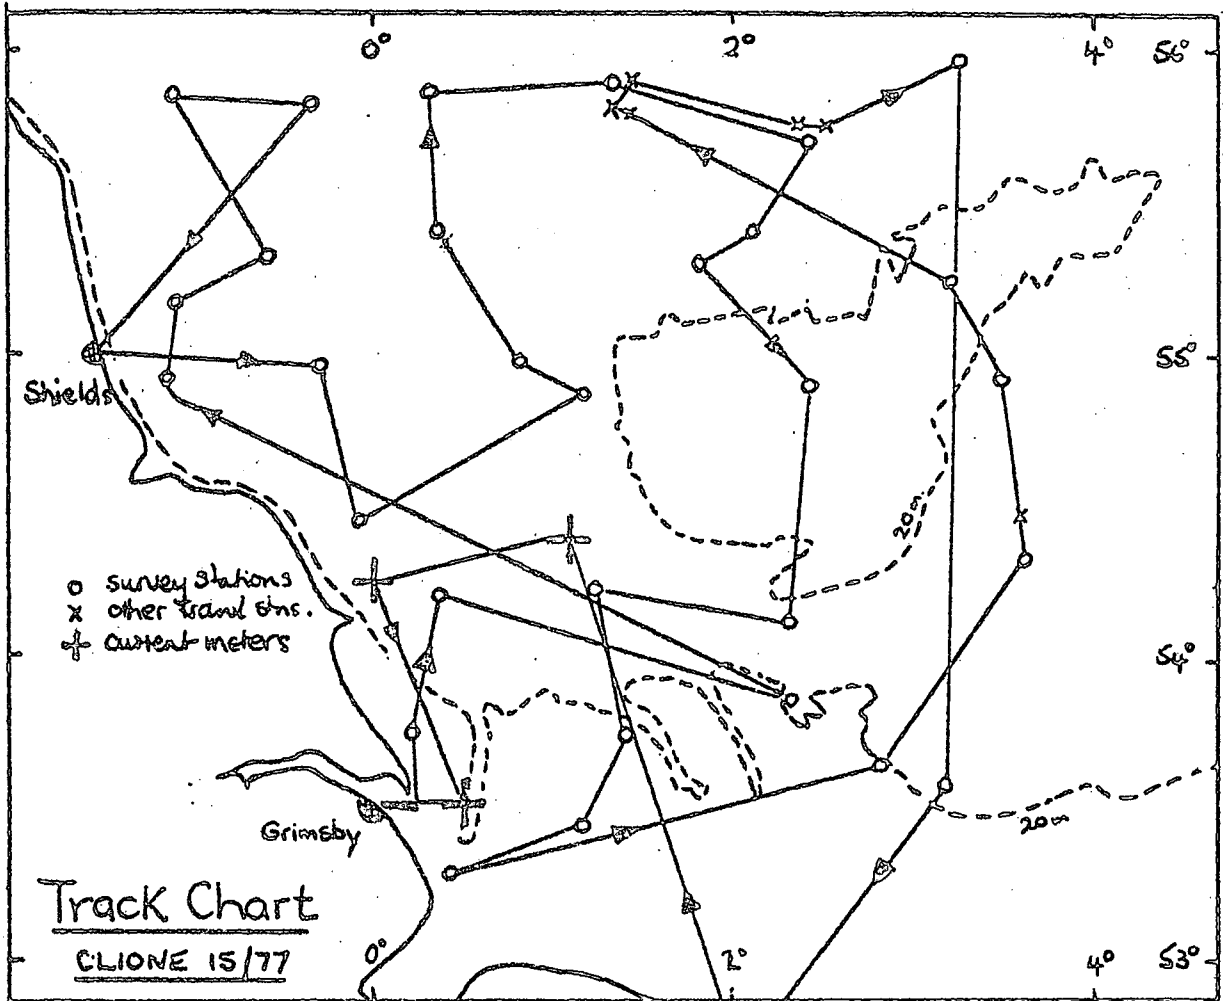 0° 2° 4° 56°
55°
Shields
20m
o survey stations
x other trawl stns.
+ current meters
54°
20m
Grimsby
Track Chart
CLIONE 15/77
0° 2° 4° 53°